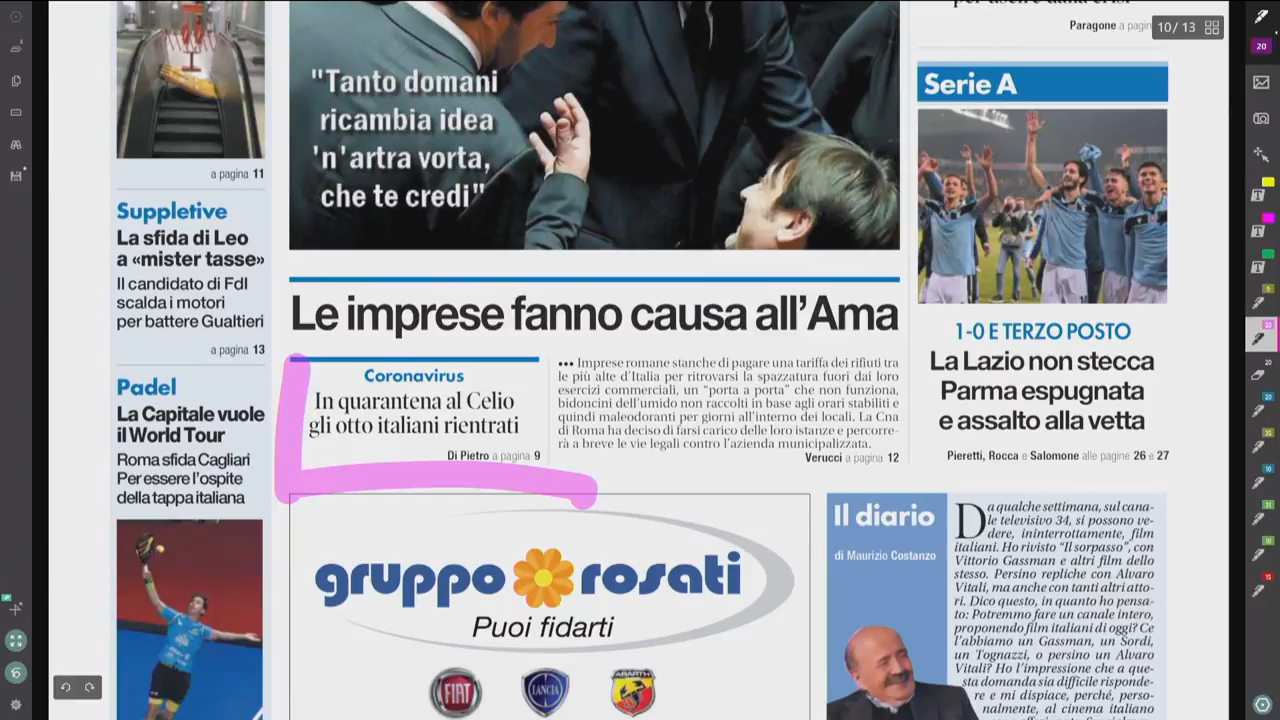 per uscire dalla crisi
Paragone a pagin
10/13
20
"Tanto domani
ricambia idea
'n'artra vorta,
che te credi"
a pagina 11
Suppletive
La sfida di Leo
a «mister tasse»
Il candidato di FdI
scalda i motori
per battere Gualtieri
a pagina 13
Padel
La Capitale vuole
il World Tour
Roma sfida Cagliari
Per essere l'ospite
della tappa italiana
Le imprese fanno causa all'Ama
Coronavirus
In quarantena al Celio
gli otto italiani rientrati
Di Pietro a pagina 9
••• Imprese romane stanche di pagare una tariffa dei rifiuti tra
le più alte d'Italia per ritrovarsi la spazzatura fuori dai loro
esercizi commerciali, un "porta a porta" che non funziona,
bidoncini dell'umido non raccolti in base agli orari stabiliti e
quindi maleodoranti per giorni all'interno dei locali. La Cna
di Roma ha deciso di farsi carico delle loro istanze e percorre-
rà a breve le vie legali contro l'azienda municipalizzata.
Verucci a pagina 12
Serie A
1-0 E TERZO POSTO
La Lazio non stecca
Parma espugnata
e assalto alla vetta
Pieretti, Rocca e Salomone alle pagine 26 e 27
gruppo rosati
Puoi fidarti
FIAT
LANCIA
ABARTH
Il diario
di Maurizio Costanzo
Da qualche settimana, sul cana-
le televisivo 34, si possono ve-
dere, ininterrottamente, film
italiani. Ho rivisto "Il sorpasso", con
Vittorio Gassman e altri film dello
stesso. Persino repliche con Alvaro
Vitali, ma anche con tanti altri atto-
ri. Dico questo, in quanto ho pensa-
to: Potremmo fare un canale intero,
proponendo film italiani di oggi? Ce
l'abbiamo un Gassman, un Sordi,
un Tognazzi, o persino un Alvaro
Vitali? Ho l'impressione che a que-
sta domanda sia difficile risponde-
re e mi dispiace, perché, perso-
nalmente, al cinema italiano